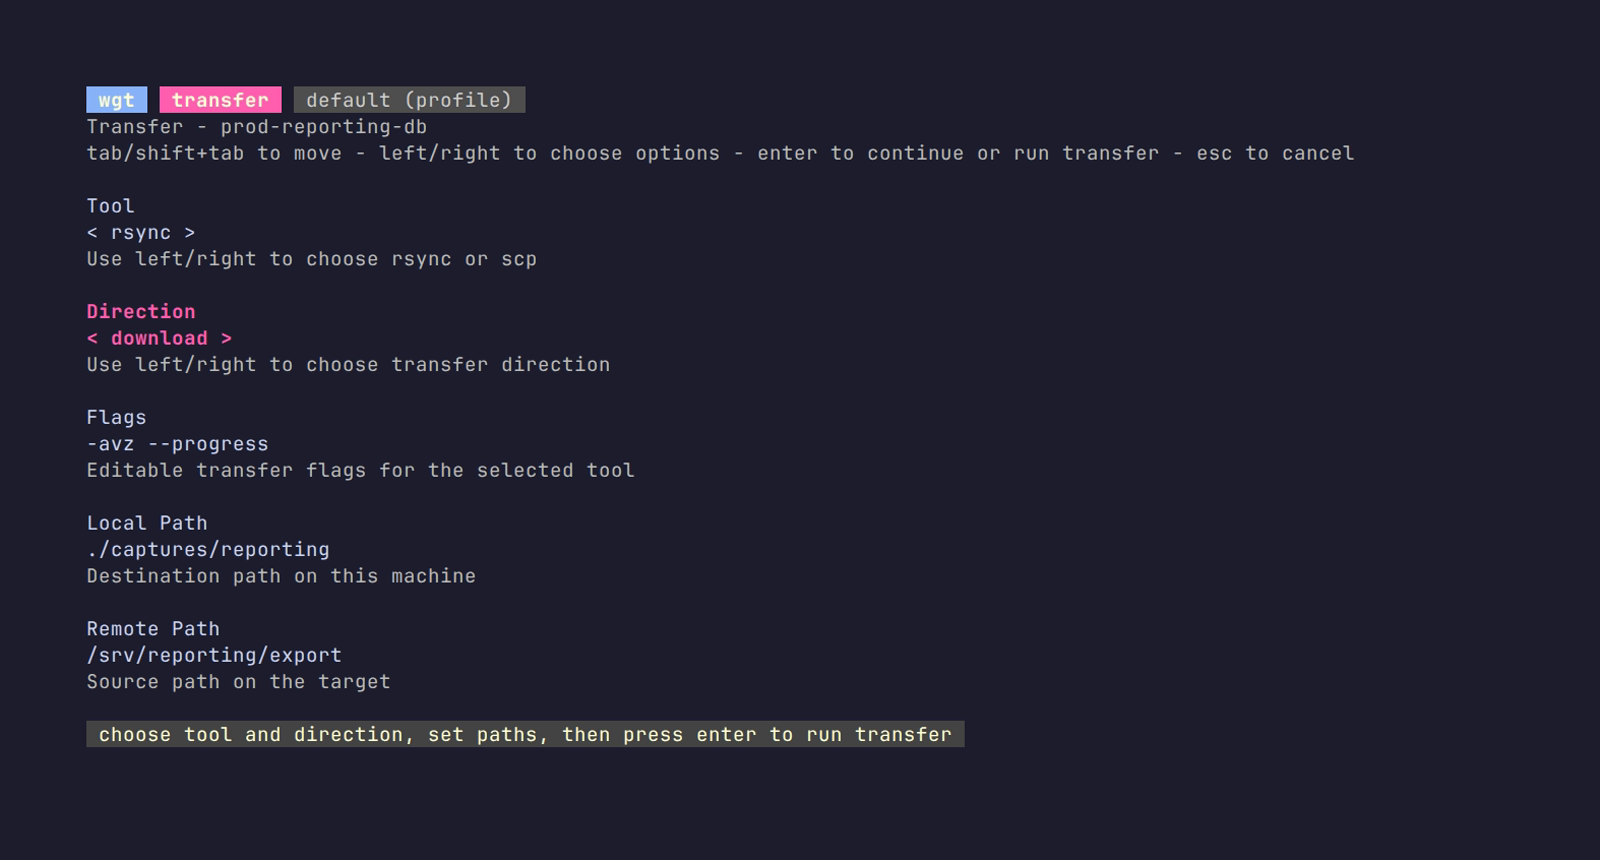 wgt transfer default (profile)
Transfer - prod-reporting-db
tab/shift+tab to move - left/right to choose options - enter to continue or run transfer - esc to cancel
Tool
< rsync >
Use left/right to choose rsync or scp
Direction
< download >
Use left/right to choose transfer direction
Flags
-avz --progress
Editable transfer flags for the selected tool
Local Path
./captures/reporting
Destination path on this machine
Remote Path
/srv/reporting/export
Source path on the target
choose tool and direction, set paths, then press enter to run transfer